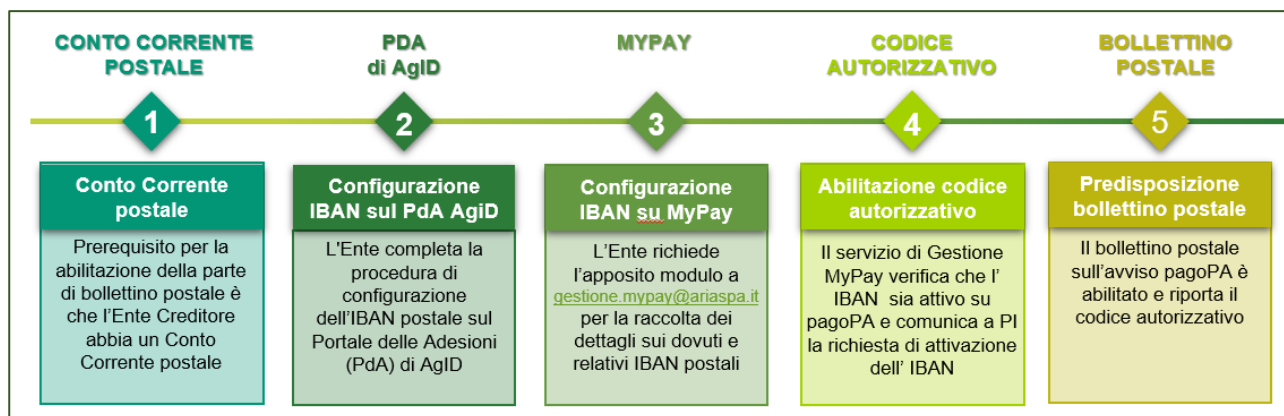 CONTO CORRENTE
POSTALE
PDA
di AgID
MYPAY
CODICE
AUTORIZZATIVO
BOLLETTINO
POSTALE
1
2
3
4
5
Conto Corrente
postale
Prerequisito per la
abilitazione della parte
di bollettino postale è
che l'Ente Creditore
abbia un Conto
Corrente postale
Configurazione
IBAN sul PdA AgiD
L'Ente completa la
procedura di
configurazione
dell'IBAN postale sul
Portale delle Adesioni
(PdA) di AgID
Configurazione
IBAN su MyPay
L'Ente richiede
l'apposito modulo a
gestione.mypay@ariaspa.it
per la raccolta dei
dettagli sui dovuti e
relativi IBAN postali
Abilitazione codice
autorizzativo
Il servizio di Gestione
MyPay verifica che l'
IBAN sia attivo su
pagoPA e comunica a PI
la richiesta di attivazione
dell' IBAN
Predisposizione
bollettino postale
Il bollettino postale
sull'avviso pagoPA è
abilitato e riporta il
codice autorizzativo